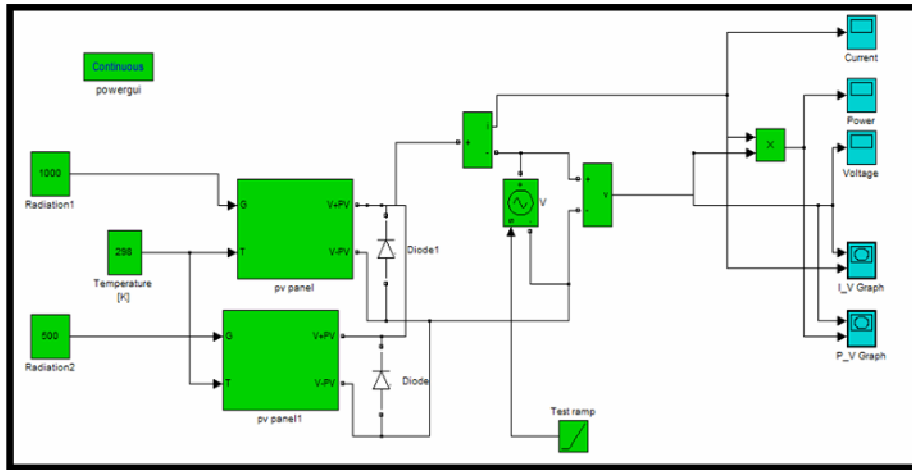 Continuous
powergui
1000
Radiation1
298
Temperature
[K]
500
Radiation2
G
T
V+PV
V-PV
pv panel
Diode1
G
T
V+PV
V-PV
pv panel1
Diode
+
i
-
V
+
-
v
Test ramp
X
Current
Power
Voltage
I_V Graph
P_V Graph